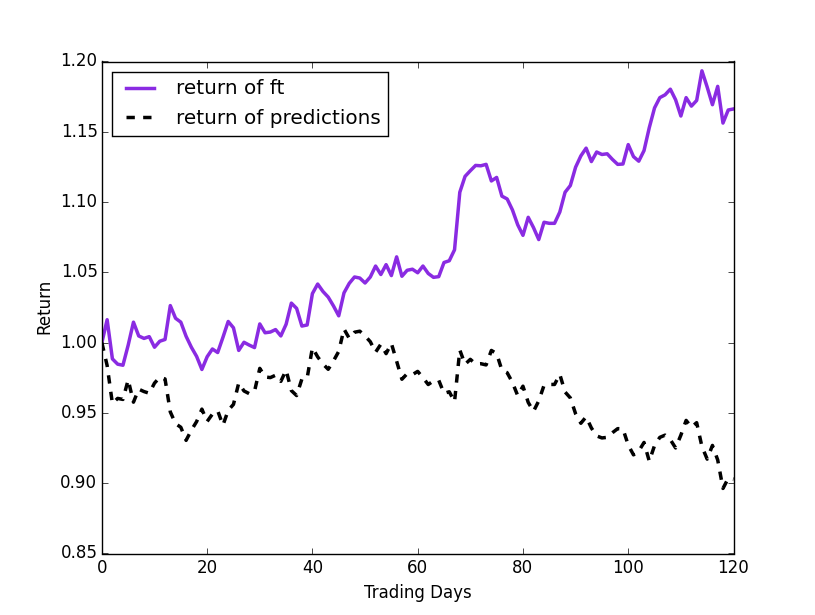 1.20
1.15
1.10
1.05
1.00
0.95
0.90
0.85
Return
return of ft
return of predictions
0 20 40 60 80 100 120
Trading Days